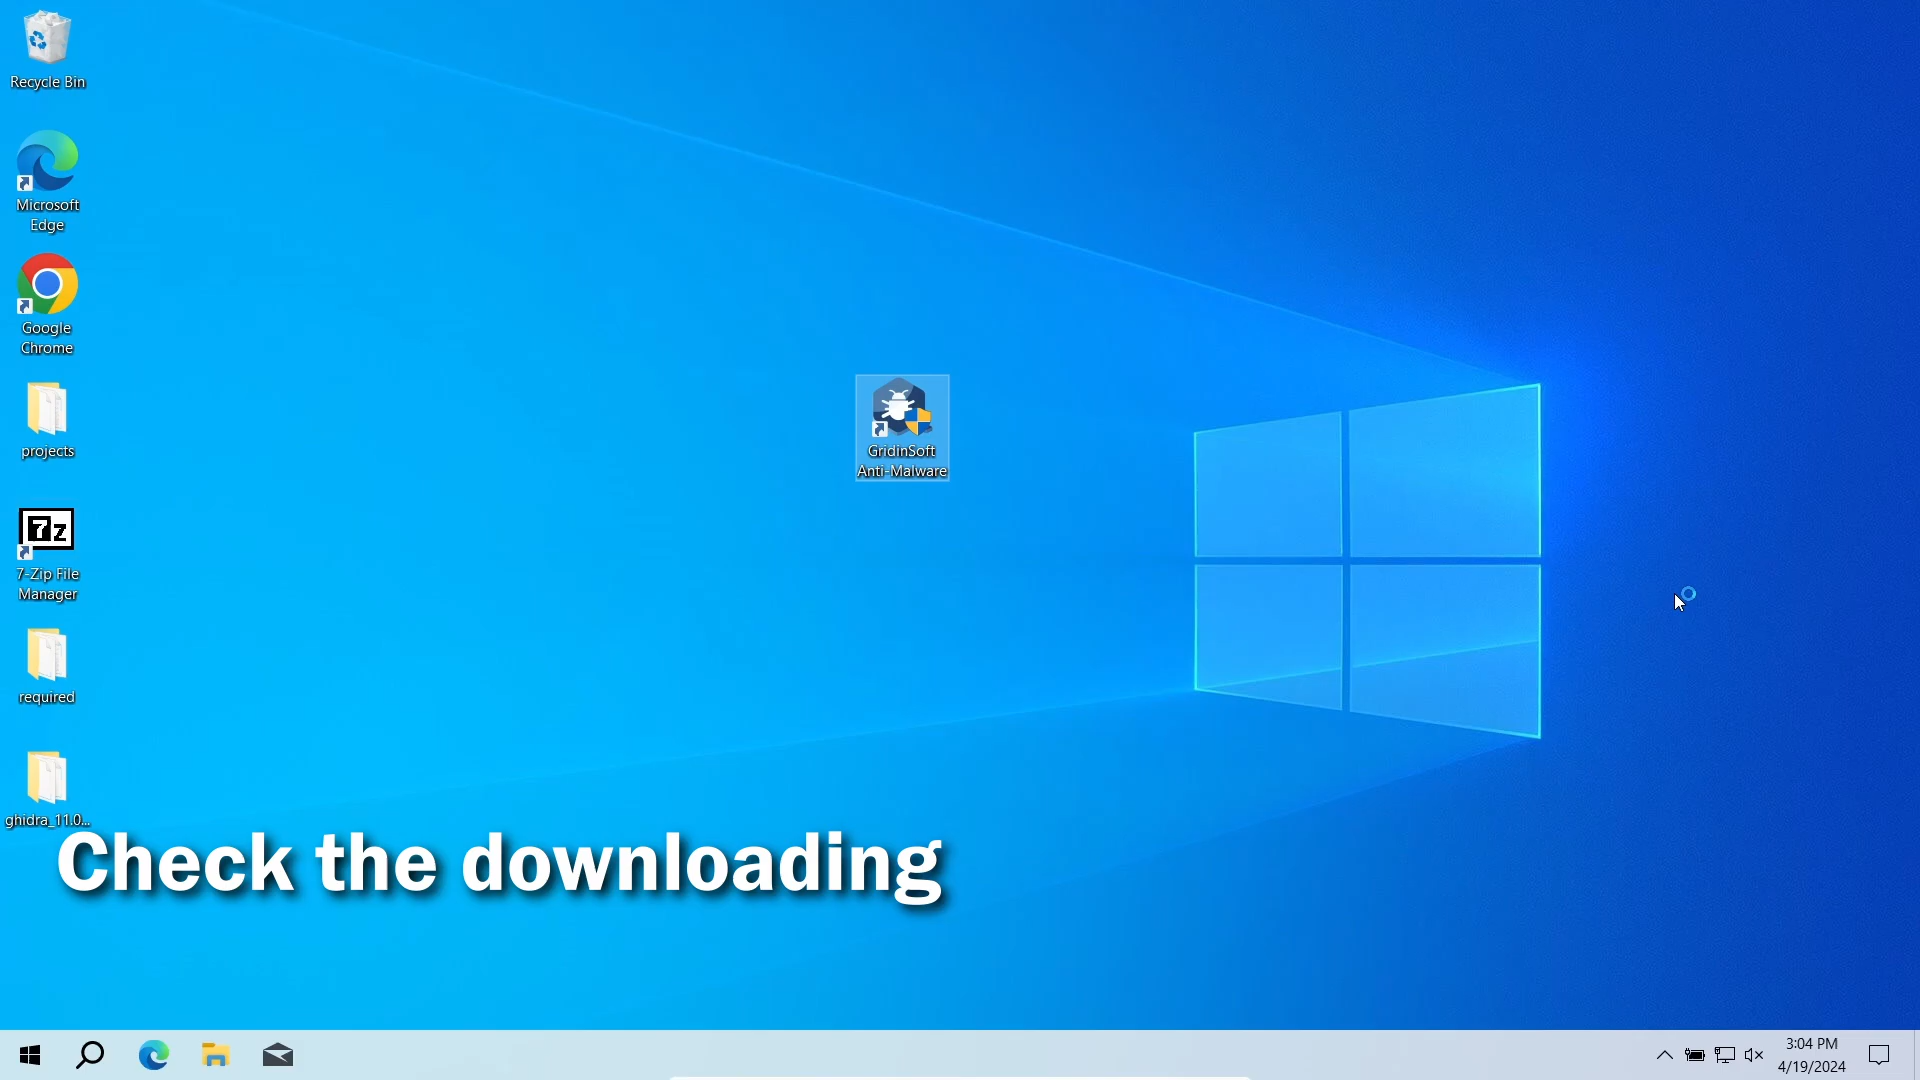 Recycle Bin
Microsoft
Edge
Google
Chrome
projects
7z
7-Zip File
Manager
required
ghidra_11.0...
GridinSoft
Anti-Malware
Check the downloading
3:04 PM
4/19/2024